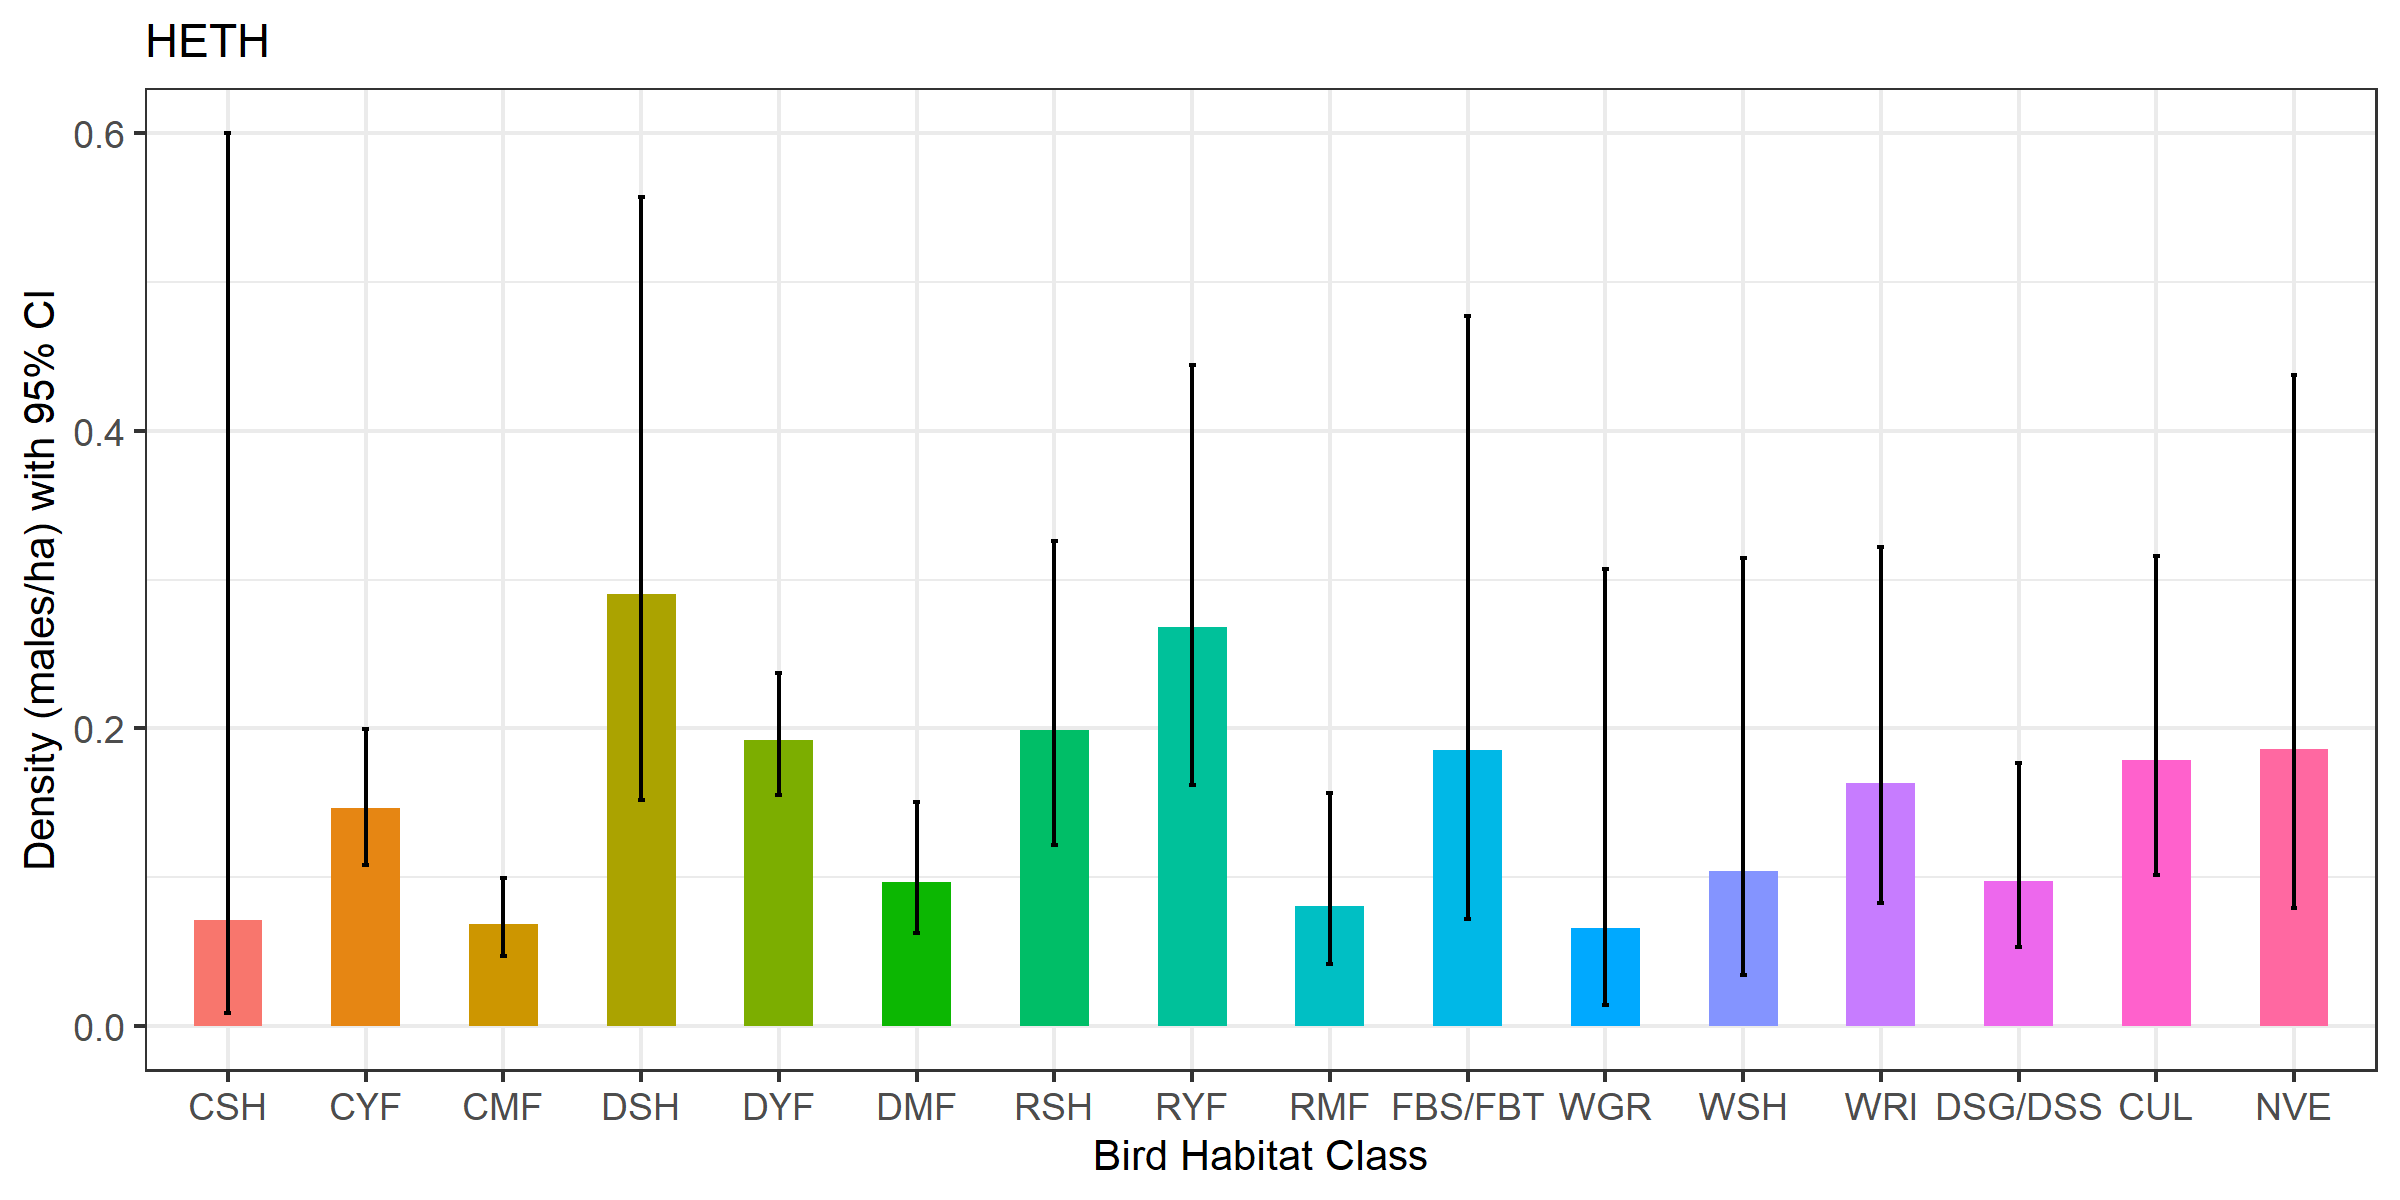 HETH
Density (males/ha) with 95% CI
0.6
0.4
0.2
0.0
CSH CYF CMF DSH DYF DMF RSH RYF RMF FBS/FBT WGR WSH WRI DSG/DSS CUL NVE
Bird Habitat Class